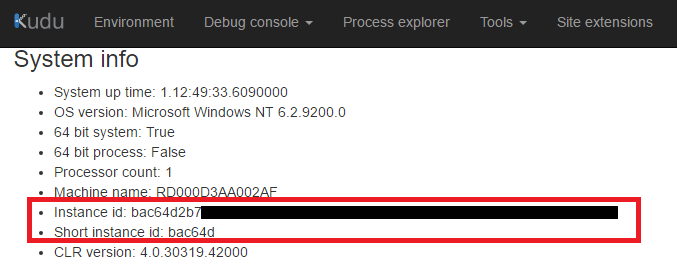 Kudu Environment Debug console Process explorer Tools Site extensions
System info
System up time: 1.12:49:33.6090000
OS version: Microsoft Windows NT 6.2.9200.0
64 bit system: True
64 bit process: False
Processor count: 1
Machine name: RD000D3AA002AF
Instance id: bac64d2b7
Short instance id: bac64d
CLR version: 4.0.30319.42000